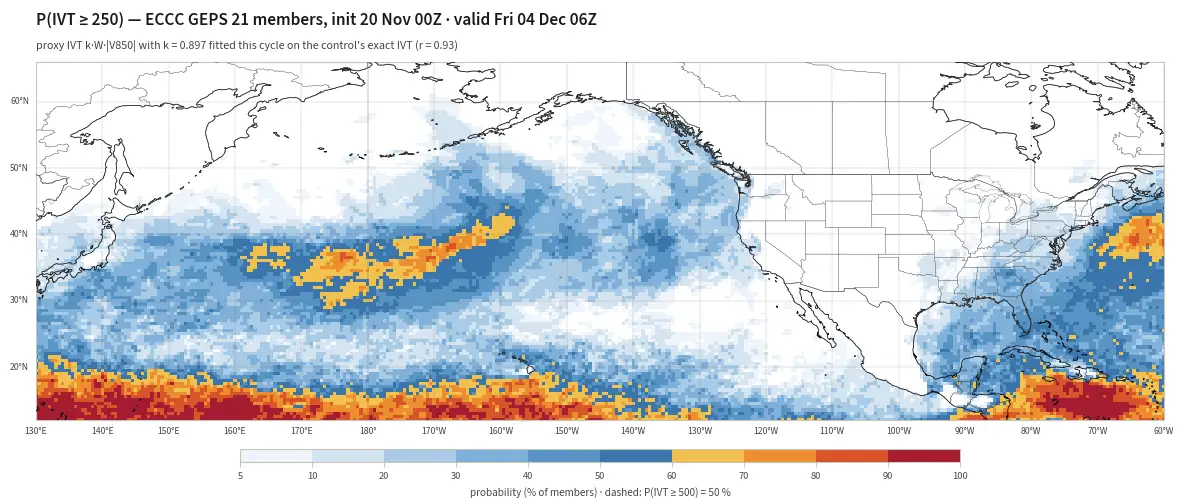 P(IVT ≥ 250) — ECCC GEPS 21 members, init 20 Nov 00Z · valid Fri 04 Dec 06Z
proxy IVT k·W·|V850| with k = 0.897 fitted this cycle on the control's exact IVT (r = 0.93)
60°N
50°N
40°N
30°N
20°N
130°E 140°E 150°E 160°E 170°E 180° 170°W 160°W 150°W 140°W 130°W 120°W 110°W 100°W 90°W 80°W 70°W 60°W
5 10 20 30 40 50 60 70 80 90 100
probability (% of members) · dashed: P(IVT ≥ 500) = 50 %